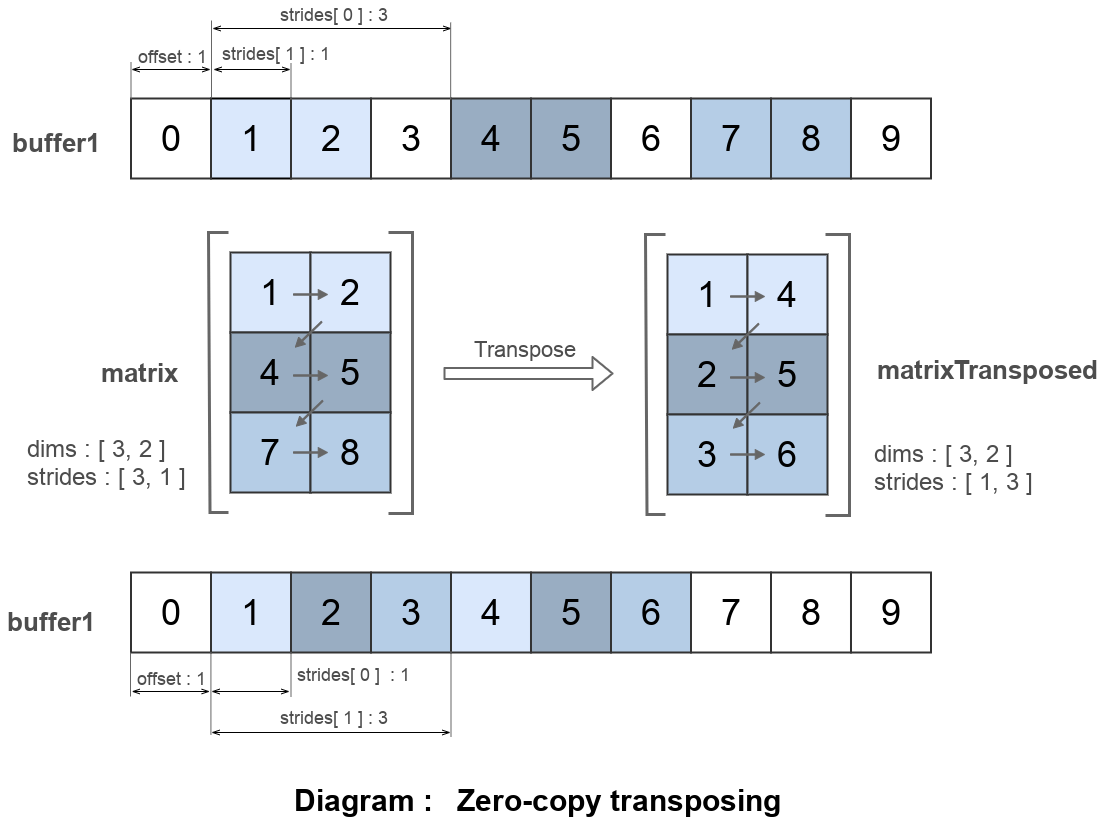 strides[ 0 ] : 3
offset : 1
strides[ 1 ] : 1
buffer1
0 1 2 3 4 5 6 7 8 9
1 2
4 5
7 8
matrix
dims : [ 3, 2 ]
strides : [ 3, 1 ]
Transpose
1 4
2 5
3 6
matrixTransposed
dims : [ 3, 2 ]
strides : [ 1, 3 ]
buffer1
0 1 2 3 4 5 6 7 8 9
offset : 1
strides[ 0 ] : 1
strides[ 1 ] : 3
Diagram : Zero-copy transposing